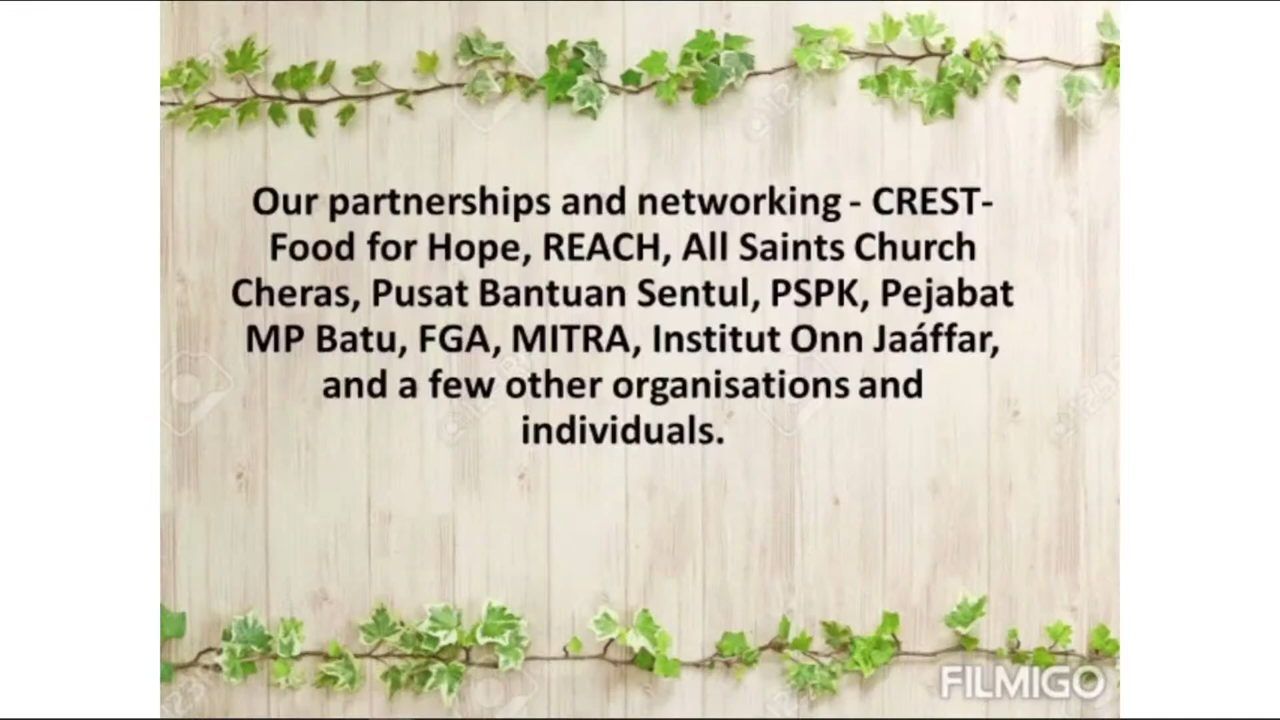 Our partnerships and networking - CREST-
Food for Hope, REACH, All Saints Church
Cheras, Pusat Bantuan Sentul, PSPK, Pejabat
MP Batu, FGA, MITRA, Institut Onn Jaáffar,
and a few other organisations and
individuals.
FILMIGO